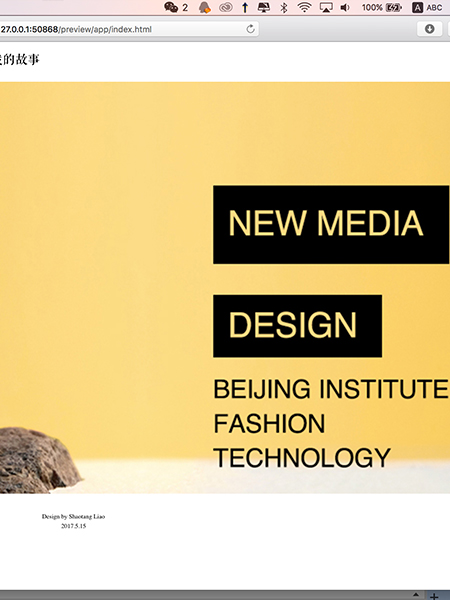 2
100%
A ABC
27.0.0.1:50868/preview/app/index.html
的故事
NEW MEDIA
DESIGN
BEIJING INSTITUTE
FASHION
TECHNOLOGY
Design by Shaotang Liao
2017.5.15